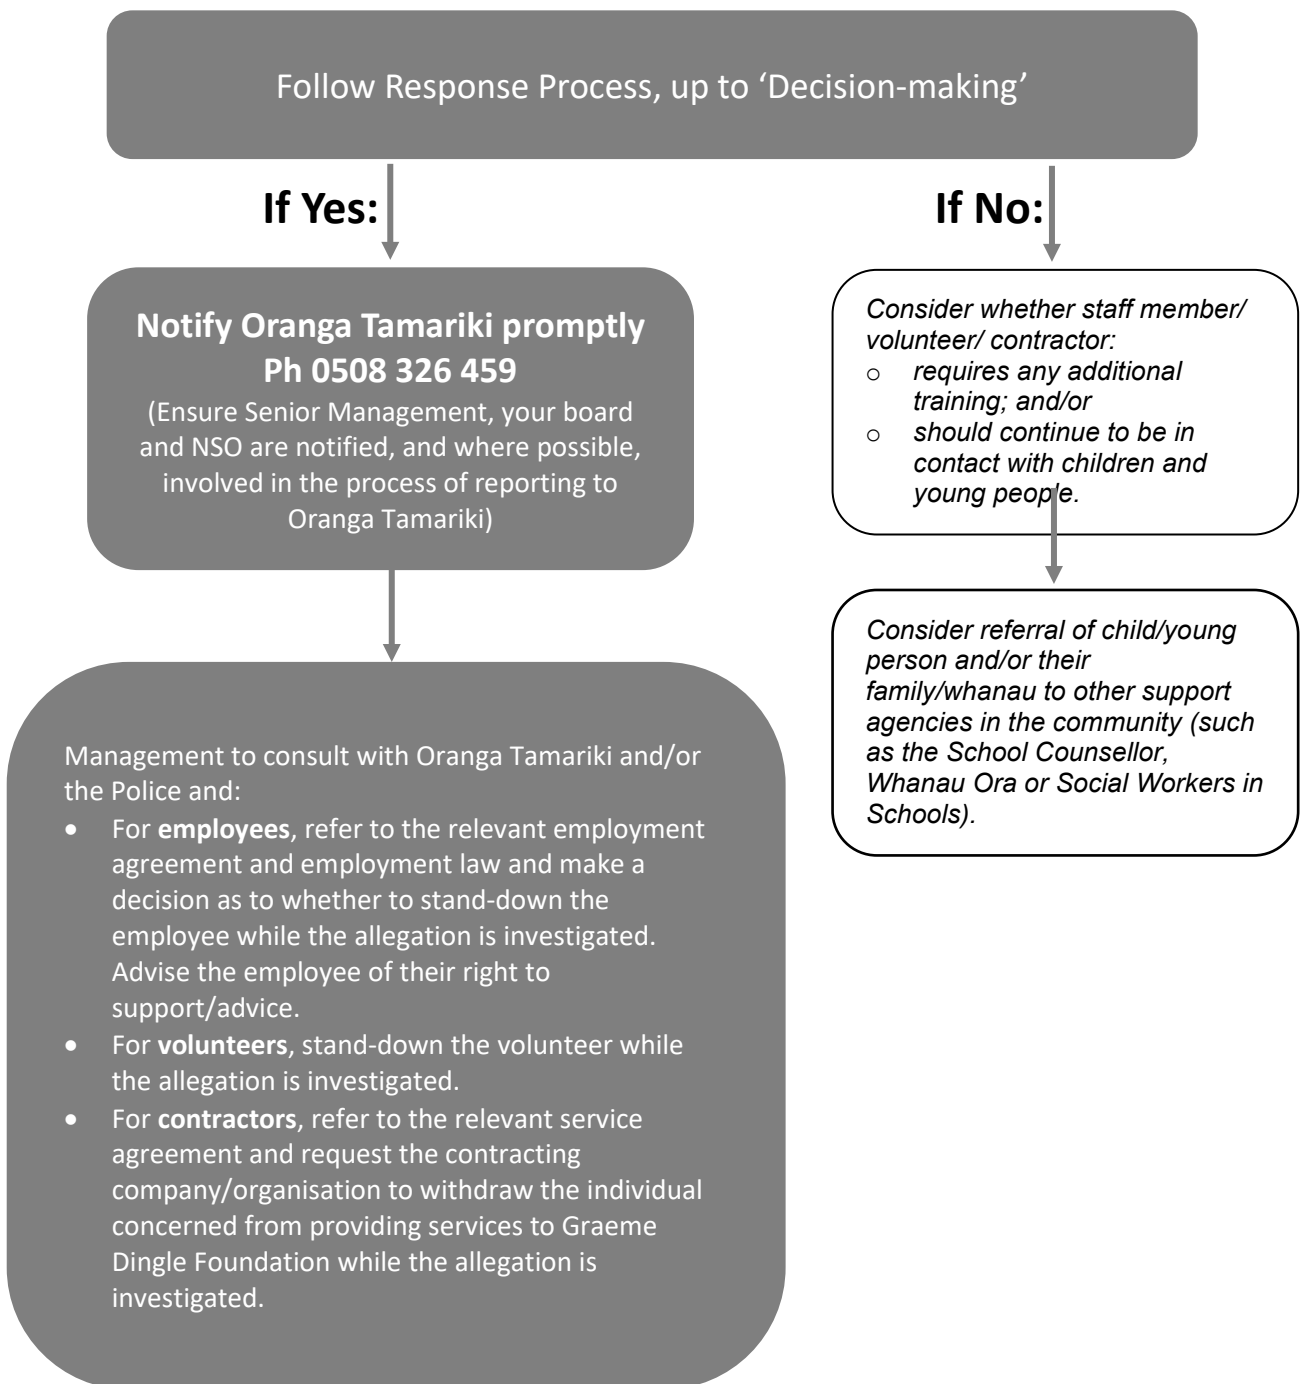 Follow Response Process, up to ‘Decision-making’
If Yes:
Notify Oranga Tamariki promptly
Ph 0508 326 459
(Ensure Senior Management, your board
and NSO are notified, and where possible,
involved in the process of reporting to
Oranga Tamariki)
Management to consult with Oranga Tamariki and/or
the Police and:
• For employees, refer to the relevant employment
agreement and employment law and make a
decision as to whether to stand-down the
employee while the allegation is investigated.
Advise the employee of their right to
support/advice.
• For volunteers, stand-down the volunteer while
the allegation is investigated.
• For contractors, refer to the relevant service
agreement and request the contracting
company/organisation to withdraw the individual
concerned from providing services to Graeme
Dingle Foundation while the allegation is
investigated.
If No:
Consider whether staff member/
volunteer/ contractor:
o requires any additional
training; and/or
o should continue to be in
contact with children and
young people.
Consider referral of child/young
person and/or their
family/whanau to other support
agencies in the community (such
as the School Counsellor,
Whanau Ora or Social Workers in
Schools).